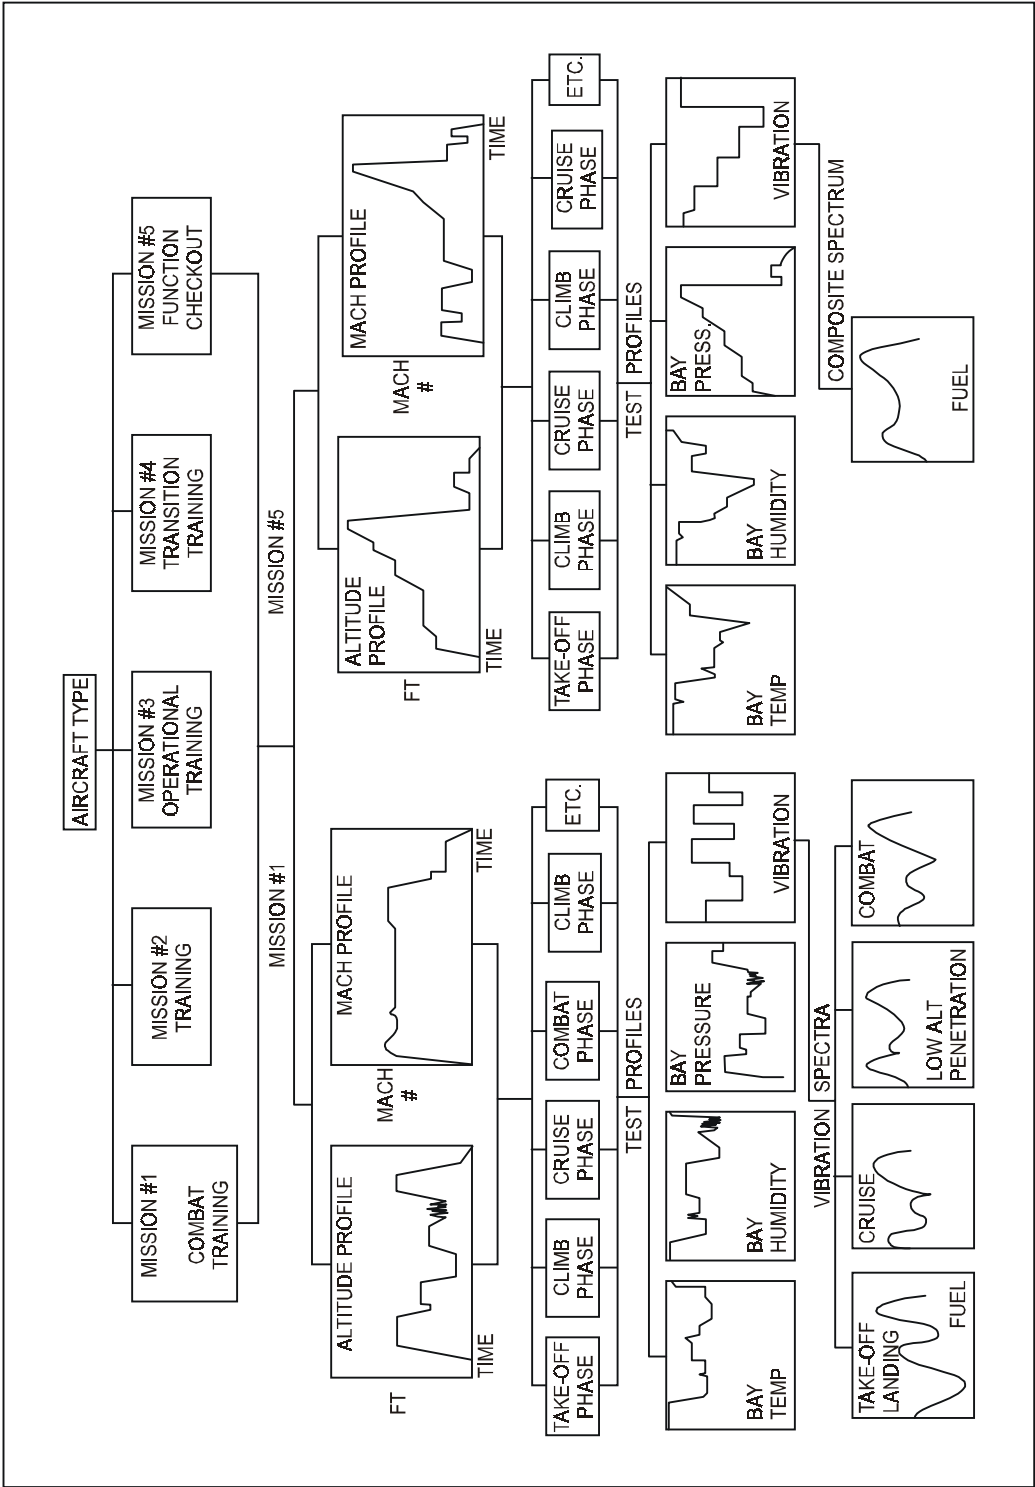 AIRCRAFT TYPE
MISSION #1
COMBAT
TRAINING
MISSION #2
TRAINING
MISSION #3
OPERATIONAL
TRAINING
MISSION #4
TRANSITION
TRAINING
MISSION #5
FUNCTION
CHECKOUT
MISSION #1
MISSION #5
ALTITUDE PROFILE
FT
TIME
MACH PROFILE
MACH
#
TIME
ALTITUDE
PROFILE
FT
TIME
MACH PROFILE
MACH
#
TIME
TAKE-OFF
PHASE
CLIMB
PHASE
CRUISE
PHASE
COMBAT
PHASE
CLIMB
PHASE
ETC.
TAKE-OFF
PHASE
CLIMB
PHASE
CRUISE
PHASE
CLIMB
PHASE
CRUISE
PHASE
ETC.
TEST PROFILES
TEST PROFILES
BAY
TEMP
BAY
HUMIDITY
BAY
PRESSURE
VIBRATION
BAY
TEMP
BAY
HUMIDITY
BAY
PRESS.
VIBRATION
VIBRATION SPECTRA
COMPOSITE SPECTRUM
TAKE-OFF
LANDING
FUEL
CRUISE
LOW ALT
PENETRATION
COMBAT
FUEL